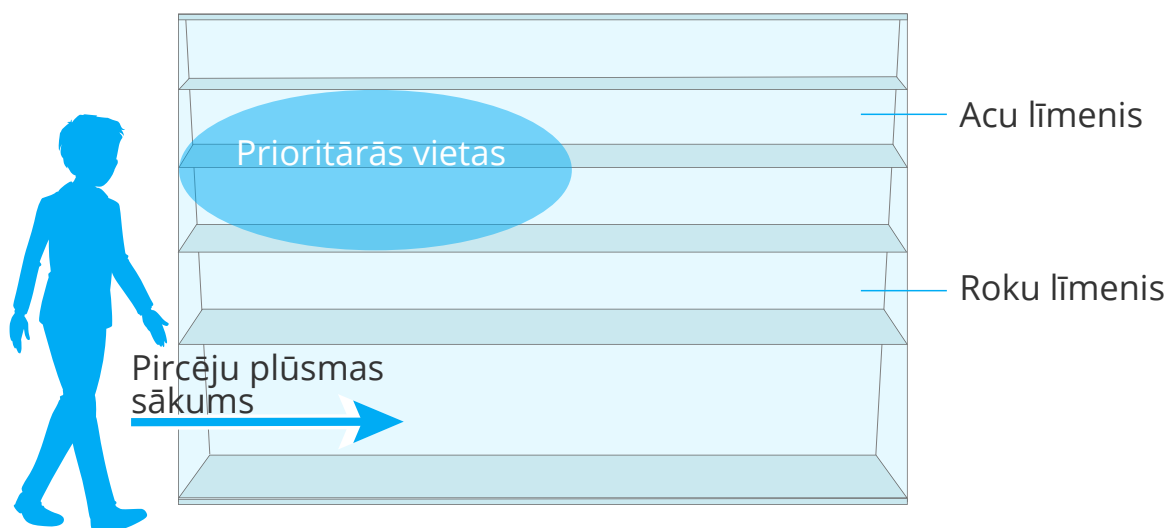 Acu līmenis
Prioritārās vietas
Roku līmenis
Pircēju plūsmas
sākums